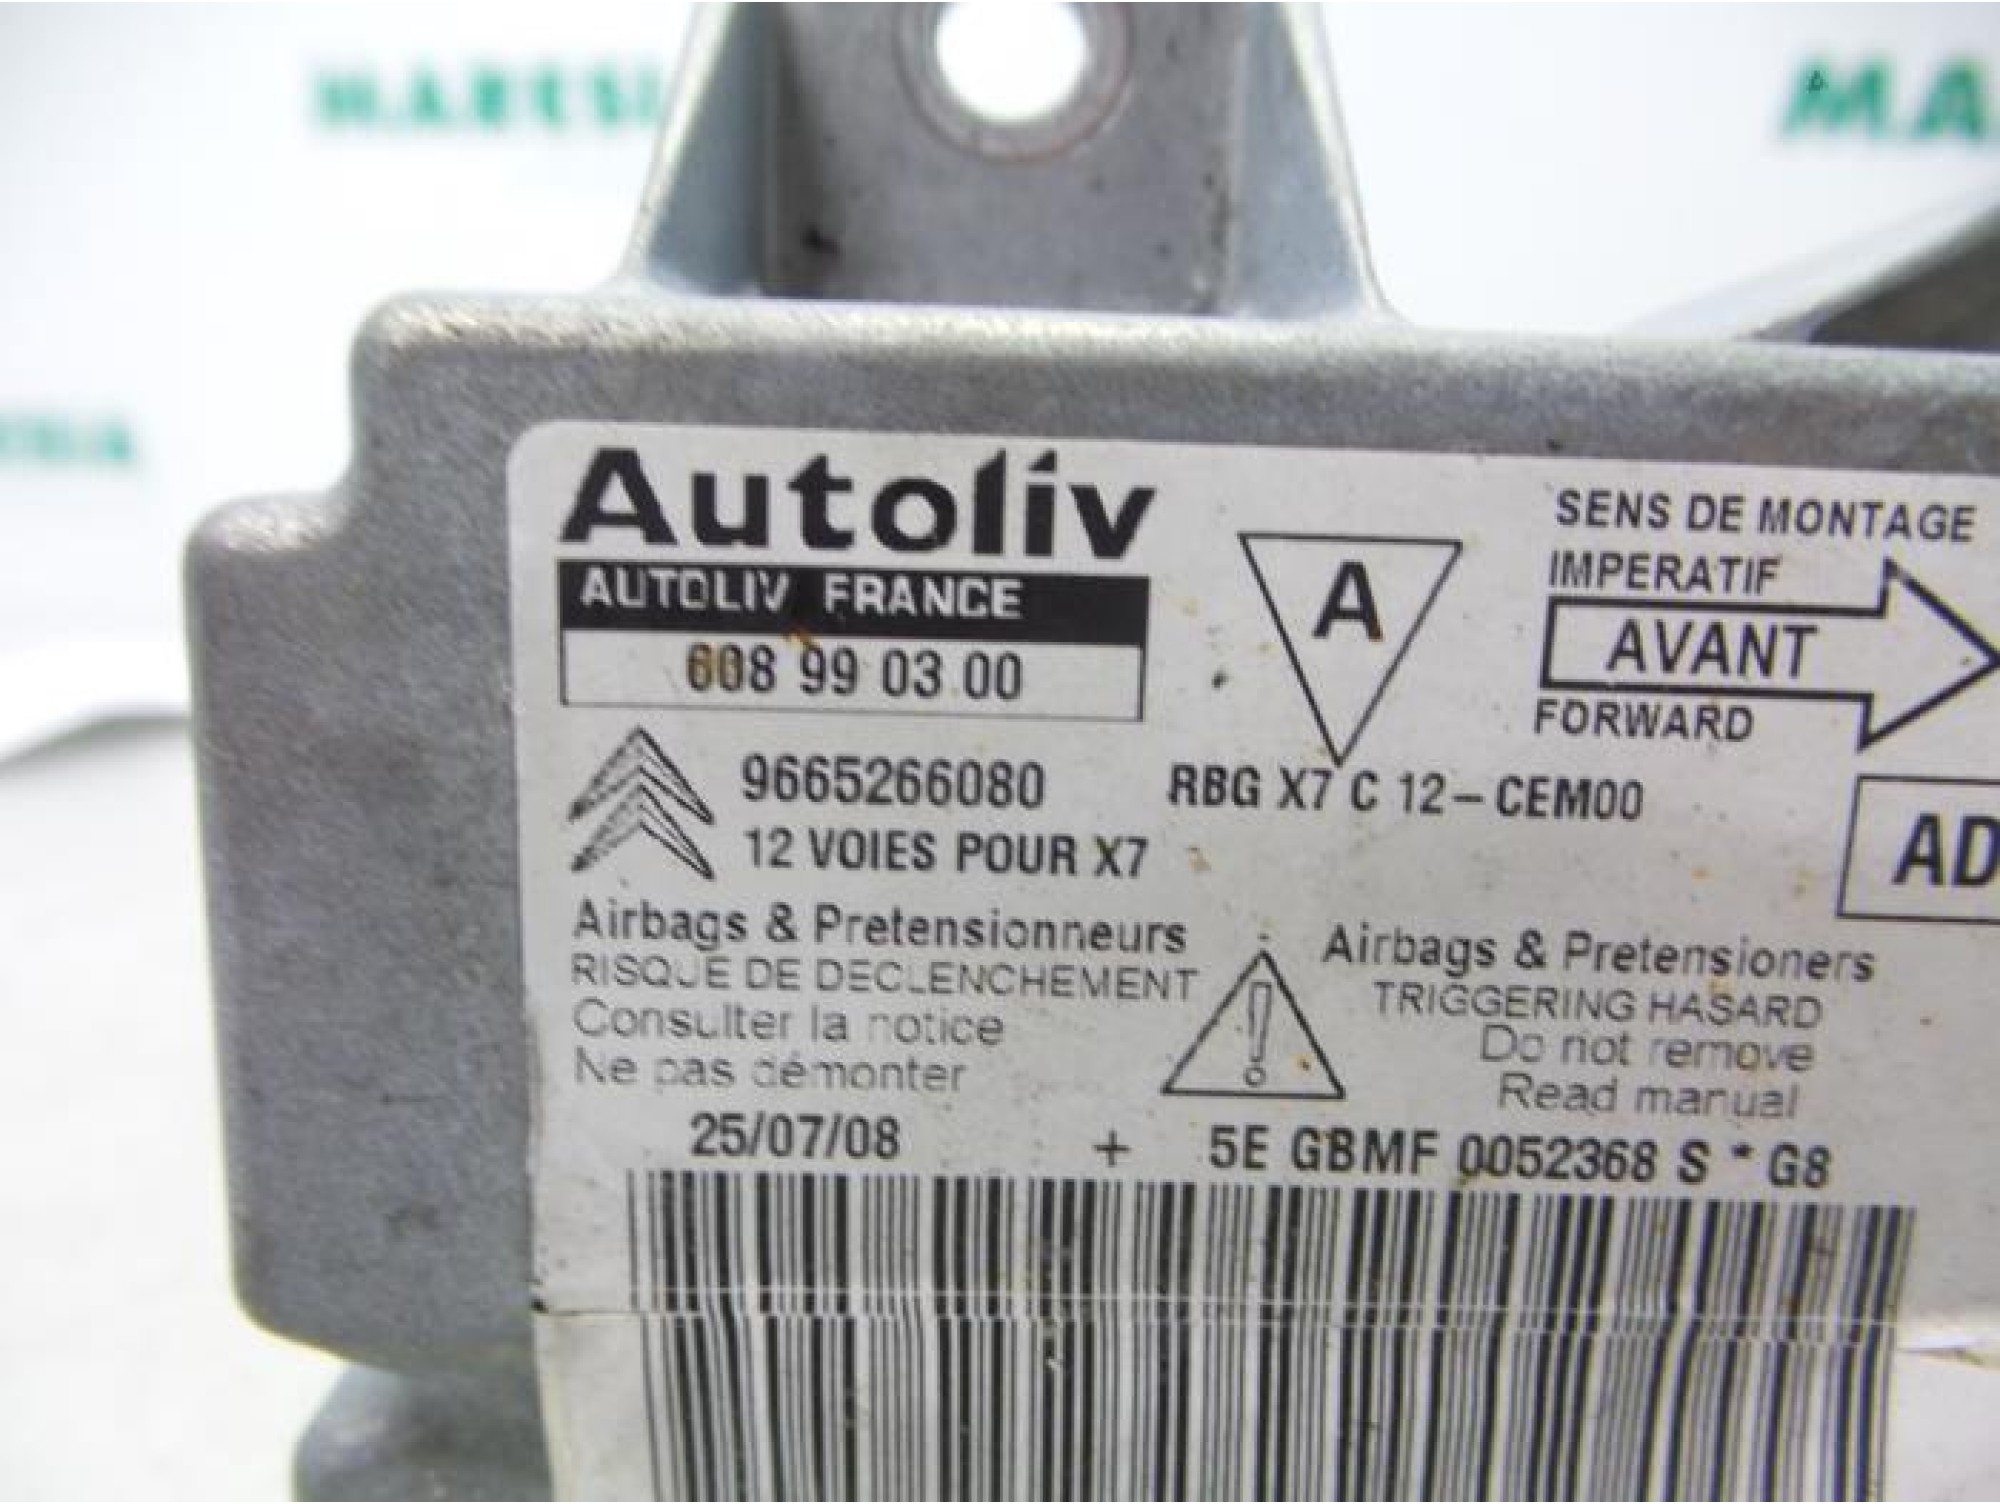 MARESIA
M.A
ESIA
Autoliv
AUTOLIV FRANCE
608 99 03 00
A
SENS DE MONTAGE
IMPERATIF
AVANT
FORWARD
9665266080
RBG X7 C 12-CEM00
12 VOIES POUR X7
AD
Airbags & Pretensionneurs
RISQUE DE DECLENCHEMENT
Consulter la notice
Ne pas démonter
!
Airbags & Pretensioners
TRIGGERING HASARD
Do not remove
Read manual
25/07/08 + 5E GBMF 0052368 S * G8